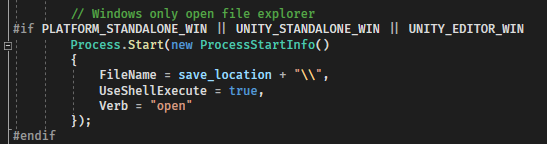 // Windows only open file explorer
#if PLATFORM_STANDALONE_WIN || UNITY_STANDALONE_WIN || UNITY_EDITOR_WIN
Process.Start(new ProcessStartInfo()
{
FileName = save_location + "\\",
UseShellExecute = true,
Verb = "open"
});
#endif